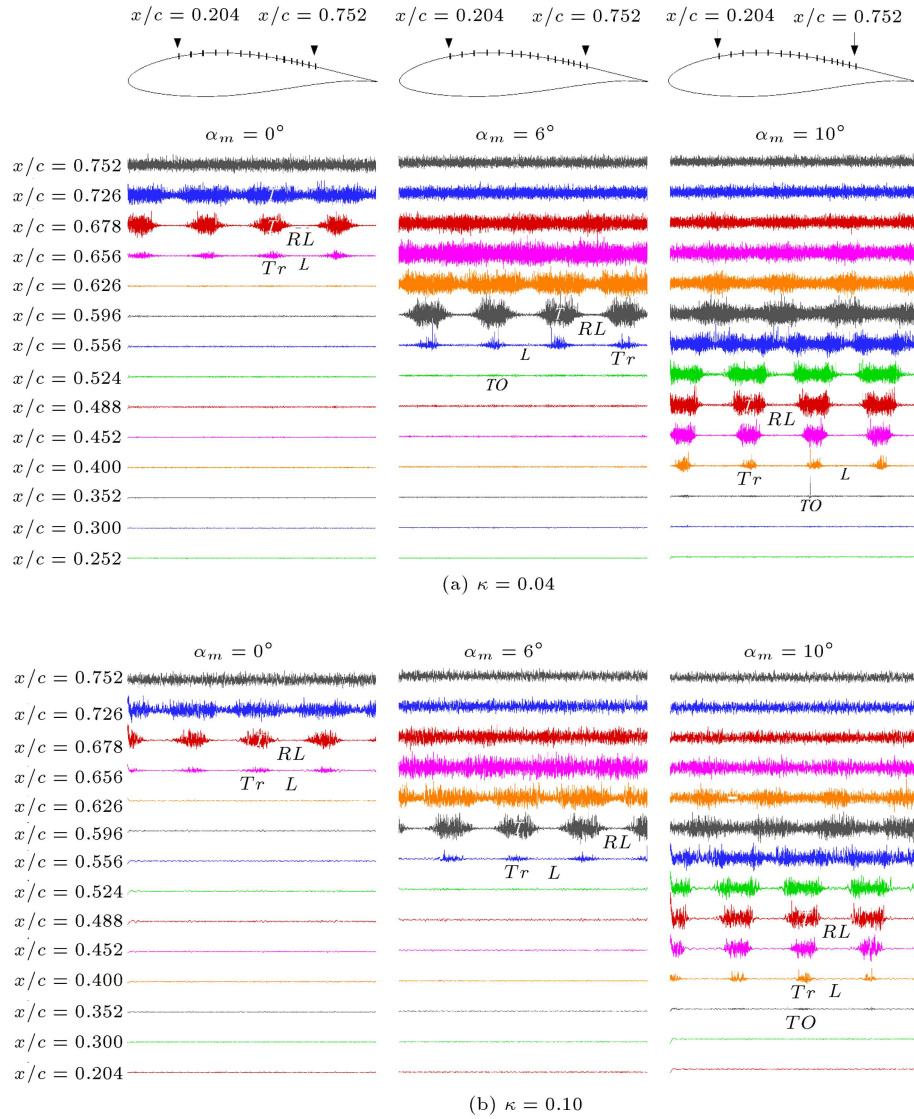 x/c = 0.204 x/c = 0.752 x/c = 0.204 x/c = 0.752 x/c = 0.204 x/c = 0.752
α_m = 0° α_m = 6° α_m = 10°
x/c = 0.752
x/c = 0.726
x/c = 0.678 RL
x/c = 0.656 Tr L
x/c = 0.626
x/c = 0.596 RL
x/c = 0.556 L Tr
x/c = 0.524 TO
x/c = 0.488 RL
x/c = 0.452
x/c = 0.400 Tr L
x/c = 0.352 TO
x/c = 0.300
x/c = 0.252
(a) κ = 0.04
α_m = 0° α_m = 6° α_m = 10°
x/c = 0.752
x/c = 0.726
x/c = 0.678 RL
x/c = 0.656 Tr L
x/c = 0.626
x/c = 0.596 RL
x/c = 0.556 Tr L
x/c = 0.524
x/c = 0.488 RL
x/c = 0.452
x/c = 0.400 Tr L
x/c = 0.352 TO
x/c = 0.300
x/c = 0.204
(b) κ = 0.10